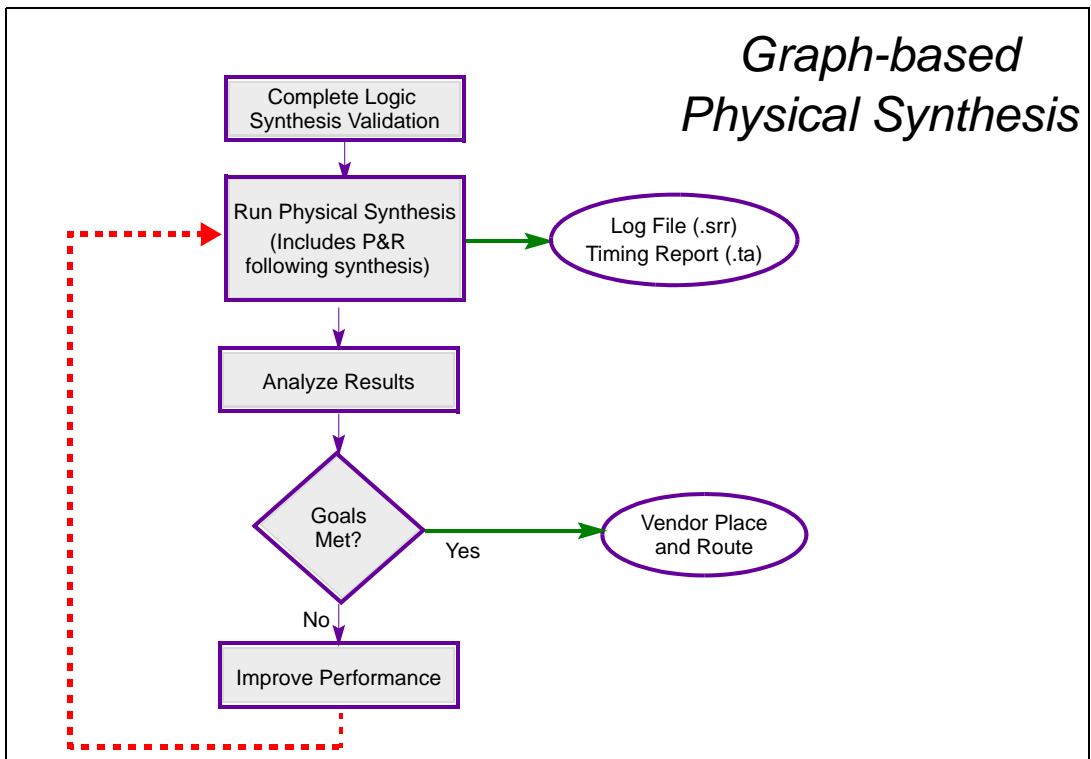 Graph-based
Physical Synthesis
Complete Logic
Synthesis Validation
Run Physical Synthesis
(Includes P&R
following synthesis)
Log File (.srr)
Timing Report (.ta)
Analyze Results
Goals
Met?
Yes
Vendor Place
and Route
No
Improve Performance